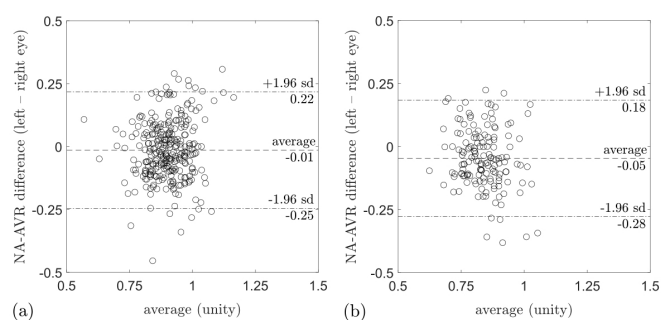 0.5
+1.96 sd
0.22
0.25
average
-0.01
0
-1.96 sd
-0.25
-0.25
-0.5
0.5
0.75
1
1.25
1.5
NA-AVR difference (left – right eye)
average (unity)
(a)
0.5
+1.96 sd
0.18
0.25
average
-0.05
0
-1.96 sd
-0.28
-0.25
-0.5
0.5
0.75
1
1.25
1.5
NA-AVR difference (left – right eye)
average (unity)
(b)